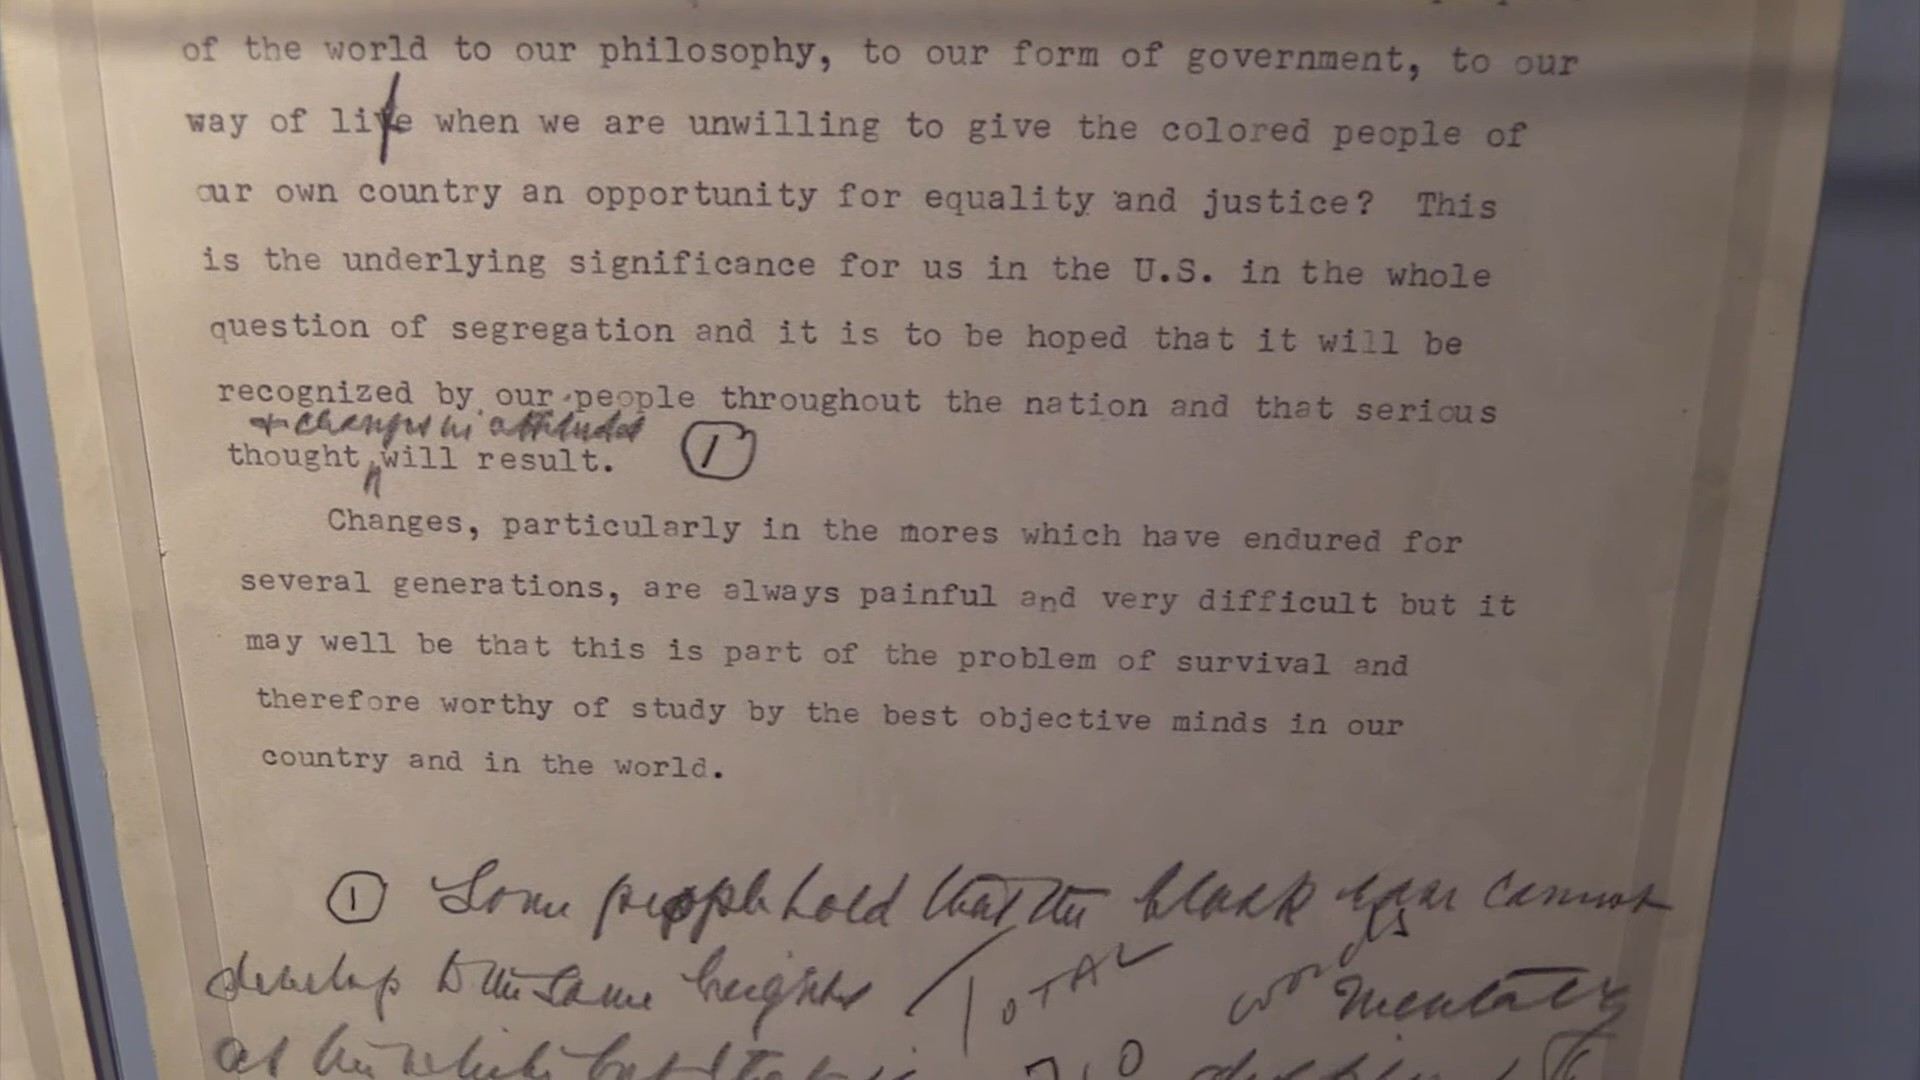 of the world to our philosophy, to our form of government, to our
way of life when we are unwilling to give the colored people of
our own country an opportunity for equality and justice? This
is the underlying significance for us in the U.S. in the whole
question of segregation and it is to be hoped that it will be
recognized by our people throughout the nation and that serious
+ changes in attitudes
thought will result. 1
Changes, particularly in the mores which have endured for
several generations, are always painful and very difficult but it
may well be that this is part of the problem of survival and
therefore worthy of study by the best objective minds in our
country and in the world.
1 Some people hold that the black cannot
develop to the same heights
TOTAL
as the white but that